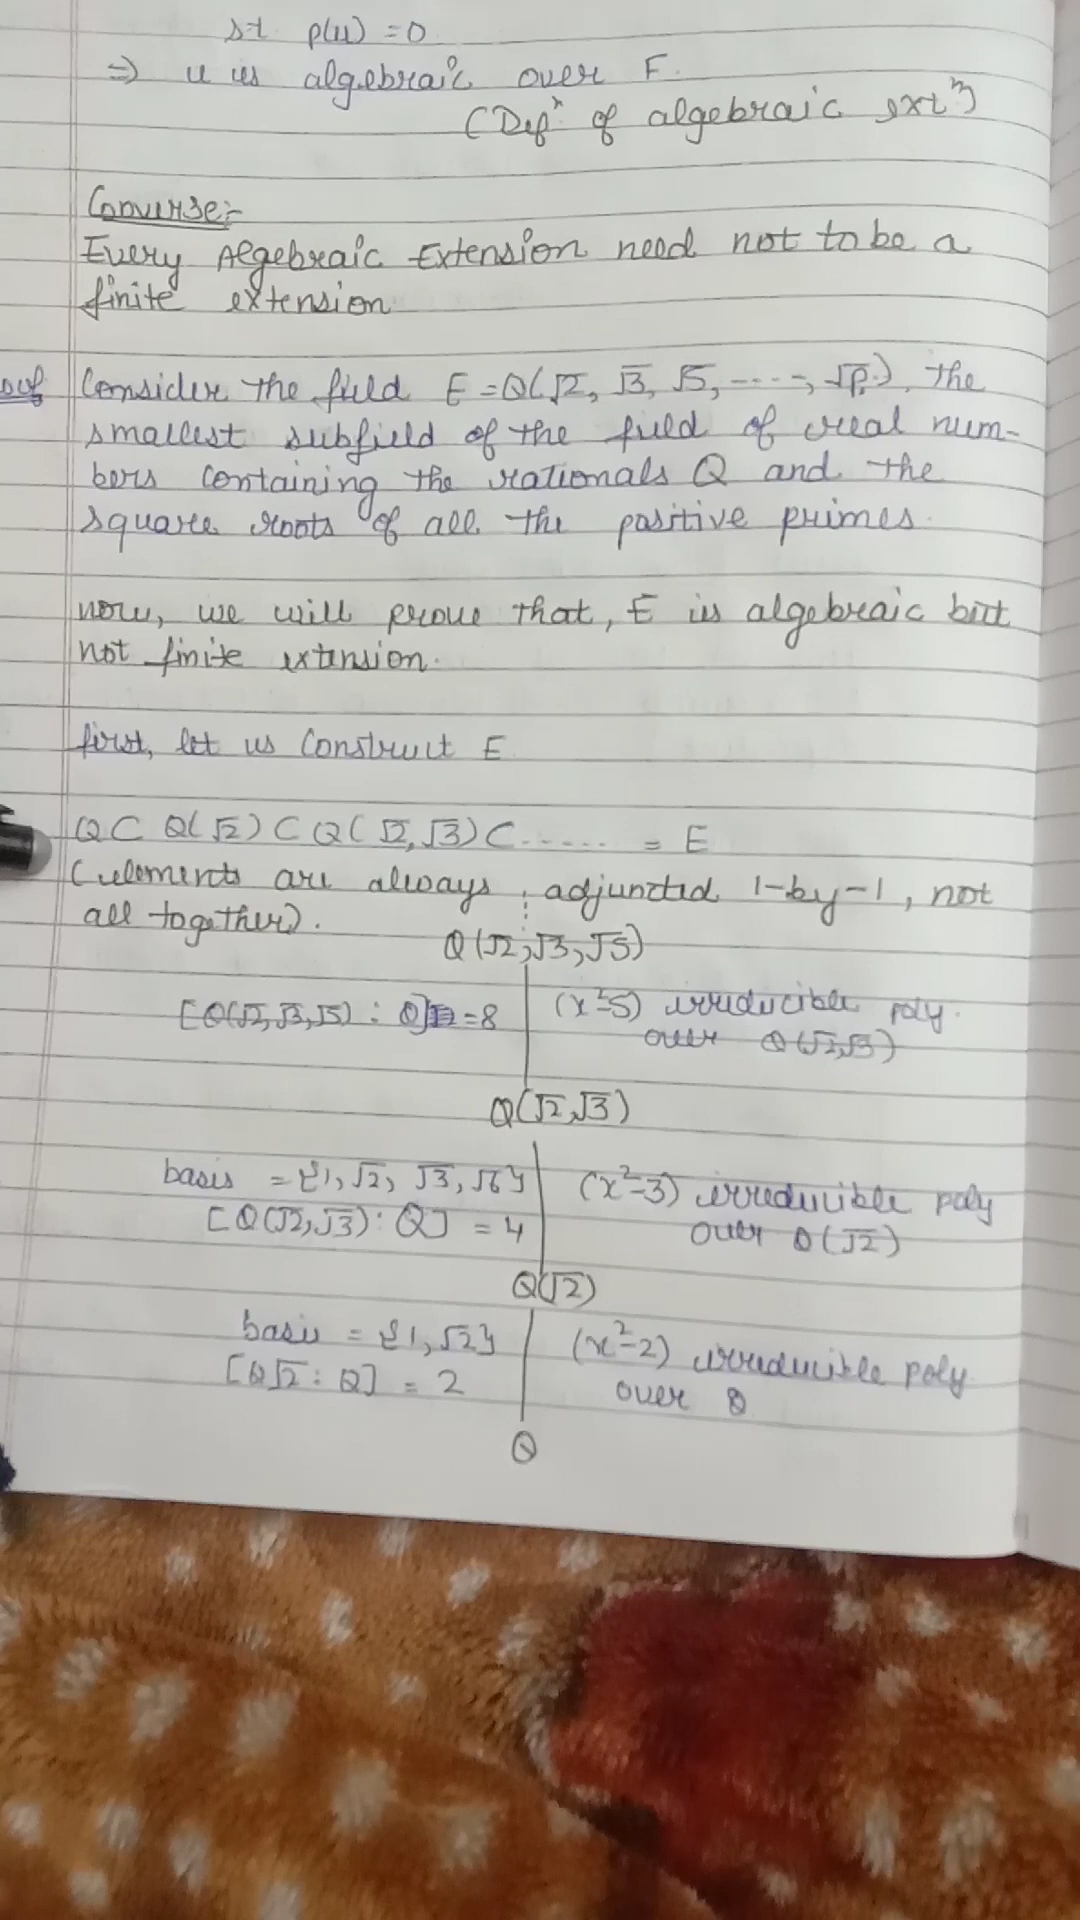 s.t. p(u) = 0
⇒ u is algebraic over F.
(Defⁿ of algebraic extⁿ)
Converse:-
Every Algebraic Extension need not to be a
finite extension
Consider the field E = Q(√2, √3, √5, -----, √Pᵢ), the
smallest subfield of the field of real num-
bers containing the rationals Q and the
square roots of all the positive primes.
now, we will prove that, E is algebraic but
not finite extension.
first, let us construct E
Q ⊂ Q(√2) ⊂ Q(√2, √3) ⊂ ...... = E
(elements are always adjuncted 1-by-1, not
all together).
Q(√2, √3, √5)
[Q(√2, √3, √5) : Q] = 8 (x²-5) irreducible poly.
over Q(√2, √3)
Q(√2, √3)
basis = {1, √2, √3, √6} (x²-3) irreducible poly
[Q(√2, √3) : Q] = 4 over Q(√2)
Q(√2)
basis = {1, √2} (x²-2) irreducible poly
[Q√2 : Q] = 2 over Q
Q